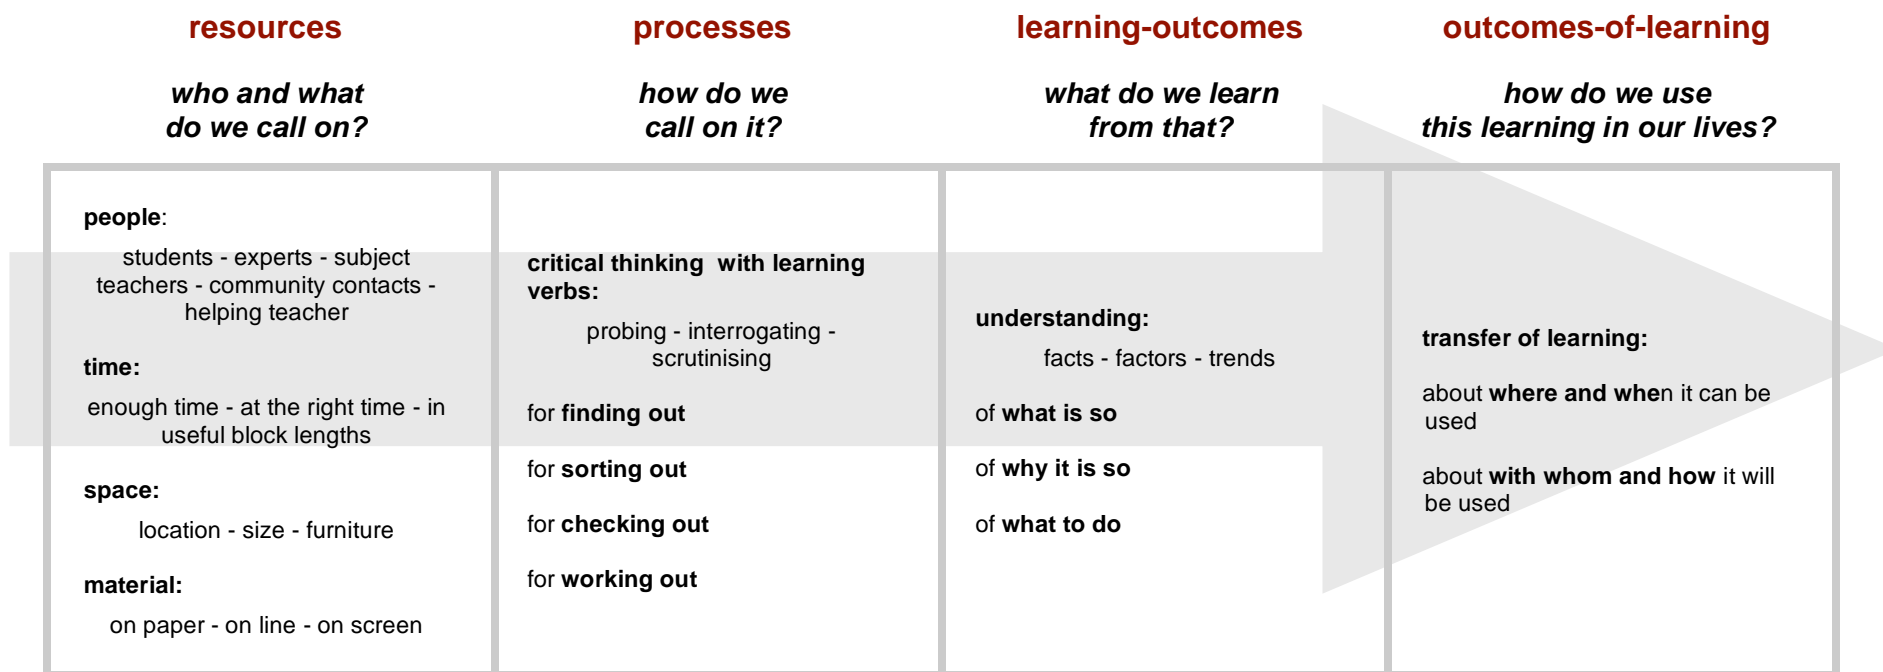 resources
who and what
do we call on?
people:
students - experts - subject
teachers - community contacts -
helping teacher
time:
enough time - at the right time - in
useful block lengths
space:
location - size - furniture
material:
on paper - on line - on screen
processes
how do we
call on it?
critical thinking  with learning
verbs:
probing - interrogating -
scrutinising
for finding out
for sorting out
for checking out
for working out
learning-outcomes
what do we learn
from that?
understanding:
facts - factors - trends
of what is so
of why it is so
of what to do
outcomes-of-learning
how do we use
this learning in our lives?
transfer of learning:
about where and when it can be
used
about with whom and how it will
be used